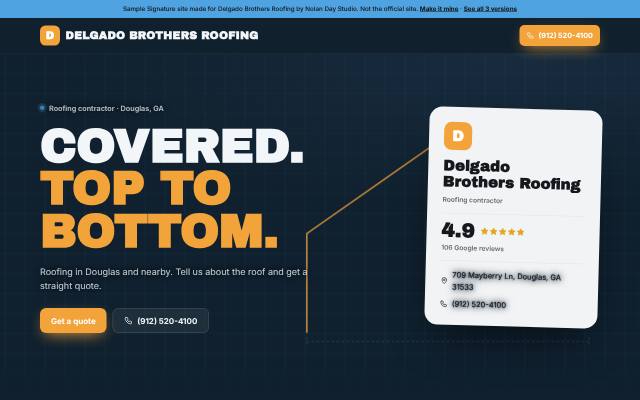 Sample Signature site made for Delgado Brothers Roofing by Nolan Day Studio. Not the official site. Make it mine · See all 3 versions
D DELGADO BROTHERS ROOFING
(912) 520-4100
Roofing contractor · Douglas, GA
COVERED.
TOP TO
BOTTOM.
Roofing in Douglas and nearby. Tell us about the roof and get a
straight quote.
Get a quote
(912) 520-4100
D
Delgado
Brothers Roofing
Roofing contractor
4.9
106 Google reviews
709 Mayberry Ln, Douglas, GA
31533
(912) 520-4100